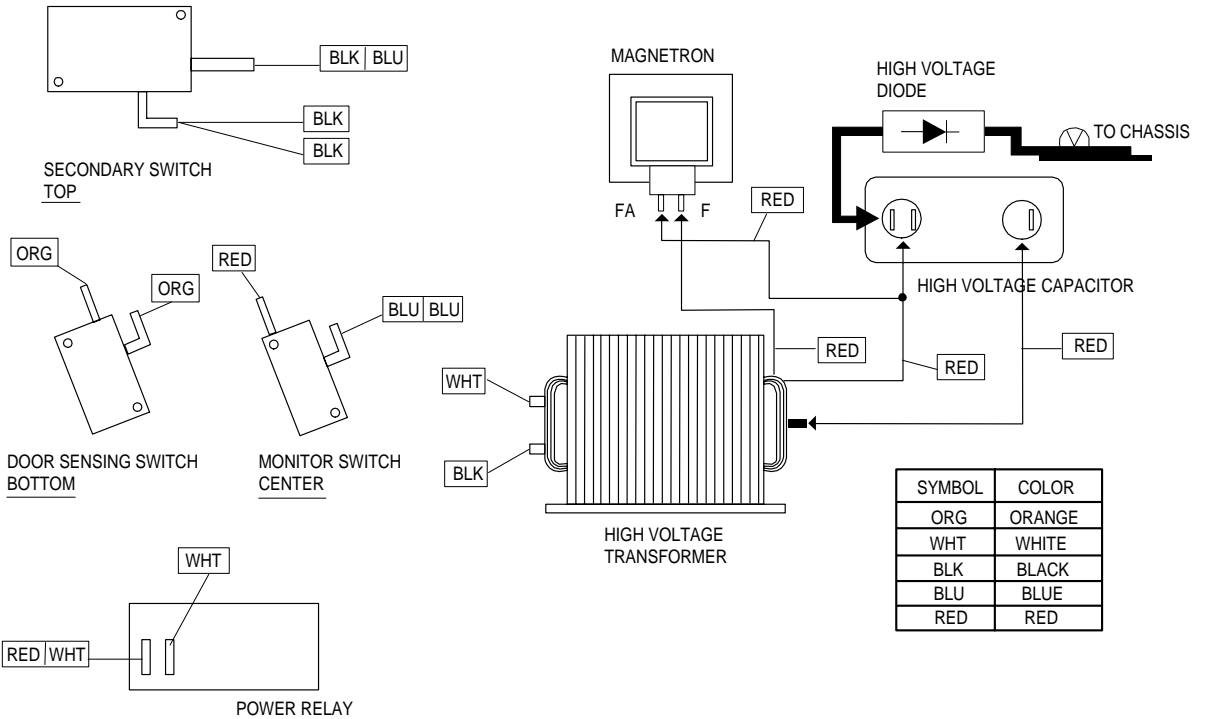 BLK BLU
BLK
BLK
SECONDARY SWITCH
TOP
MAGNETRON
FA
F
RED
HIGH VOLTAGE
DIODE
TO CHASSIS
HIGH VOLTAGE CAPACITOR
ORG
ORG
DOOR SENSING SWITCH
BOTTOM
RED
BLU BLU
MONITOR SWITCH
CENTER
WHT
BLK
RED
RED
RED
HIGH VOLTAGE
TRANSFORMER
SYMBOL COLOR
ORG ORANGE
WHT WHITE
BLK BLACK
BLU BLUE
RED RED
WHT
RED WHT
POWER RELAY